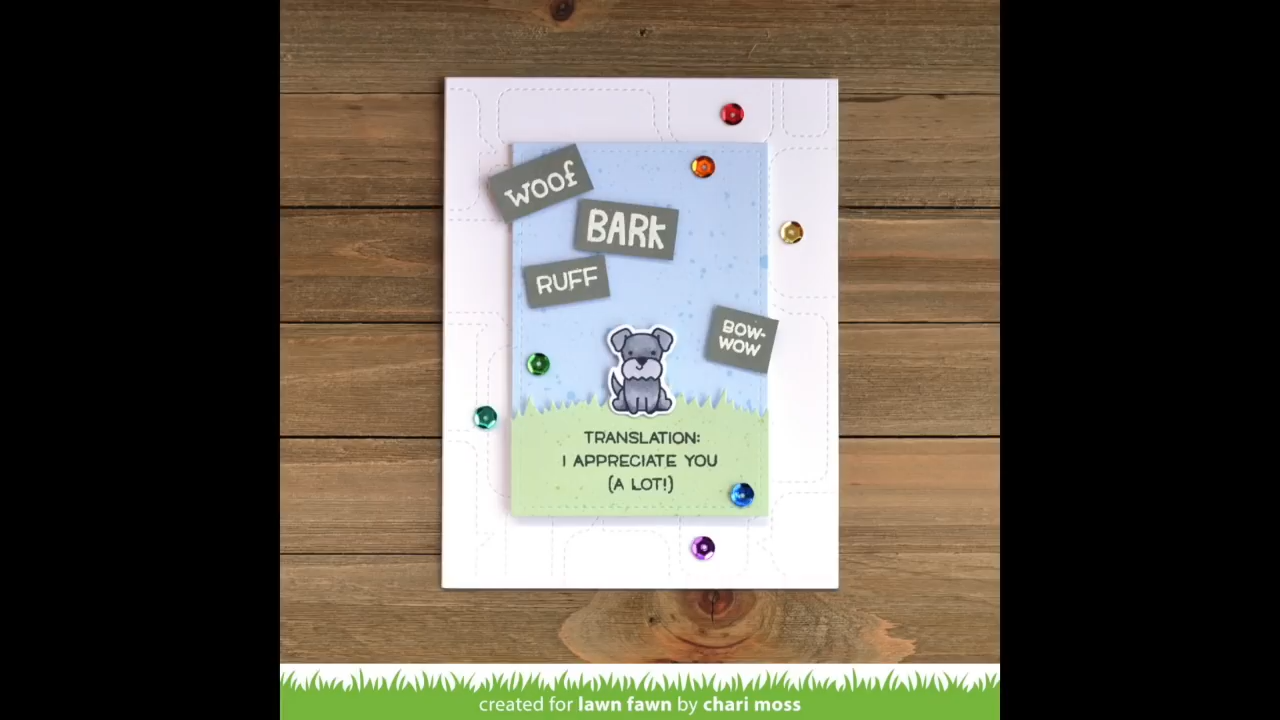 woof
BARK
RUFF
BOW-
WOW
TRANSLATION:
I APPRECIATE YOU
(A LOT!)
created for lawn fawn by chari moss